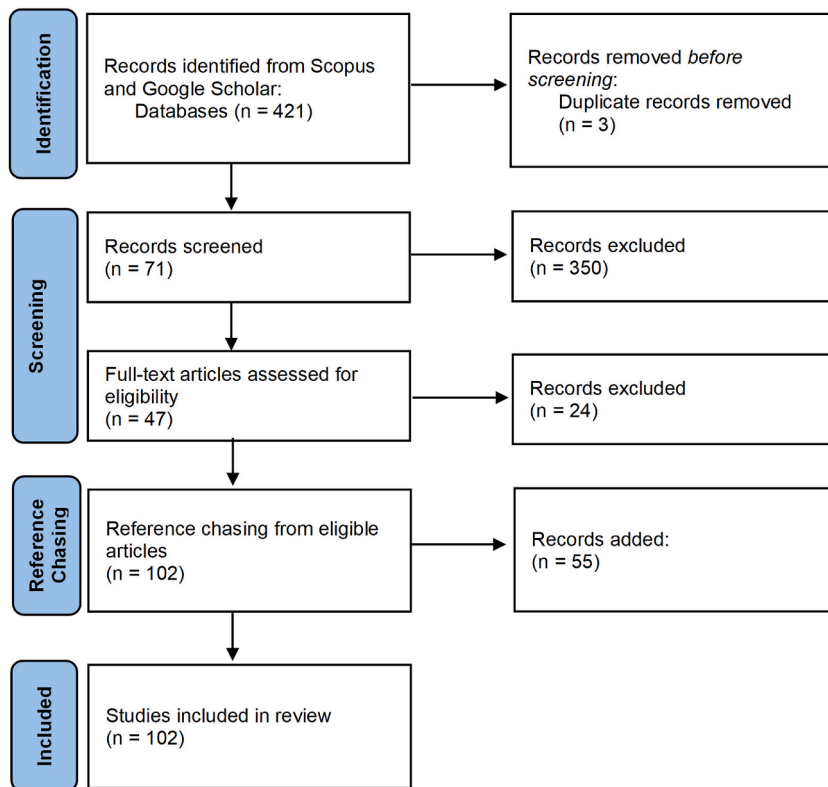 Identification
Records identified from Scopus
and Google Scholar:
Databases (n = 421)
Records removed before
screening:
Duplicate records removed
(n = 3)
Screening
Records screened
(n = 71)
Records excluded
(n = 350)
Full-text articles assessed for
eligibility
(n = 47)
Records excluded
(n = 24)
Reference
Chasing
Reference chasing from eligible
articles
(n = 102)
Records added:
(n = 55)
Included
Studies included in review
(n = 102)